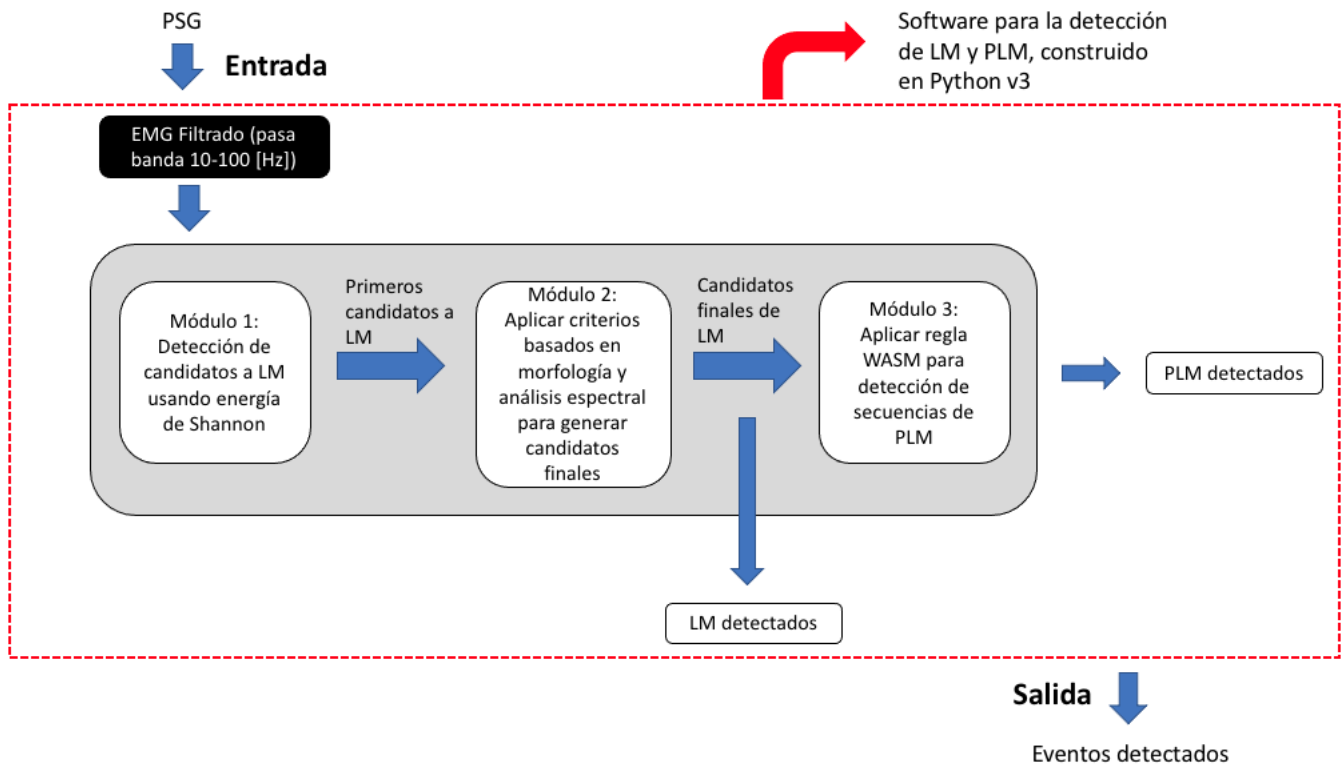 PSG
Entrada
Software para la detección
de LM y PLM, construido
en Python v3
EMG Filtrado (pasa
banda 10-100 [Hz])
Módulo 1:
Detección de
candidatos a LM
usando energía
de Shannon
Primeros
candidatos a
LM
Módulo 2:
Aplicar criterios
basados en
morfología y
análisis espectral
para generar
candidatos
finales
Candidatos
finales de
LM
Módulo 3:
Aplicar regla
WASM para
detección de
secuencias de
PLM
PLM detectados
LM detectados
Salida
Eventos detectados